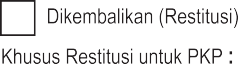 Dikembalikan (Restitusi)
Khusus Restitusi untuk PKP :